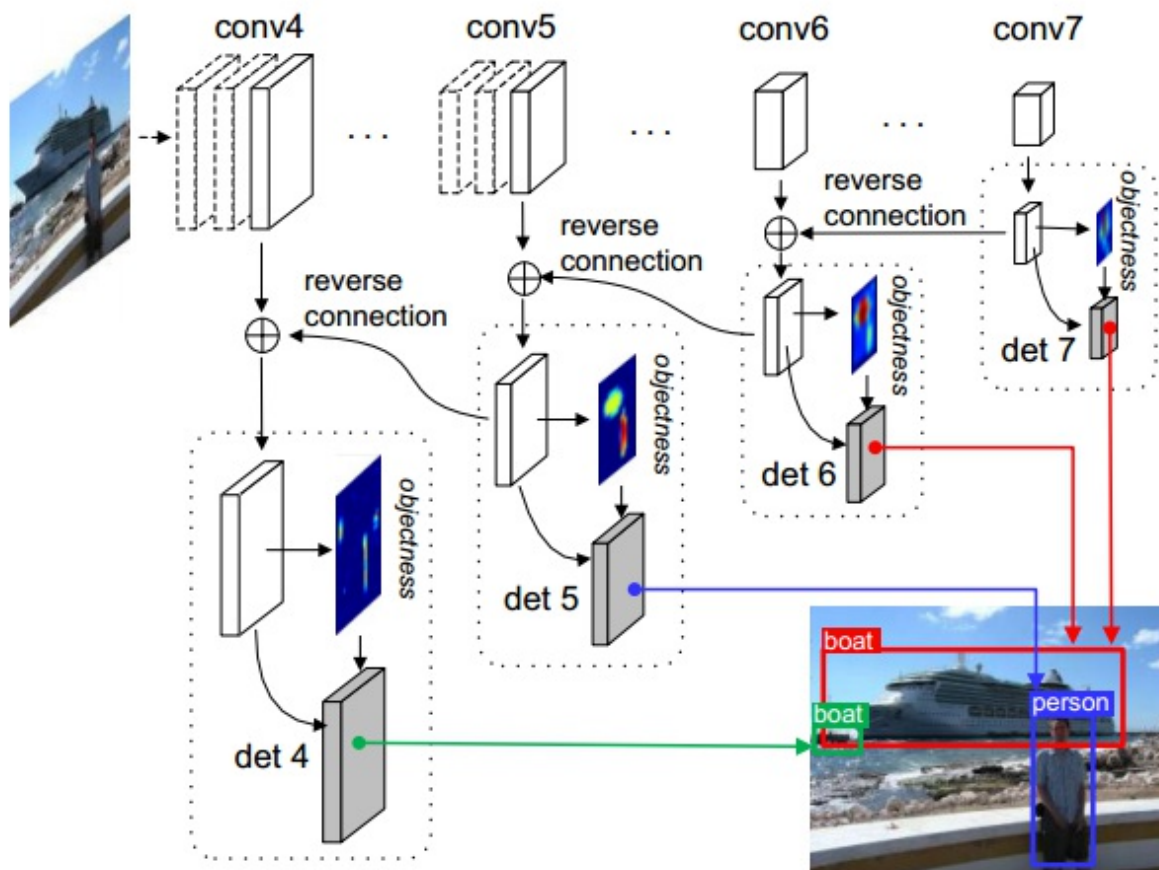 conv4
conv5
conv6
conv7
reverse
connection
objectness
reverse
connection
objectness
reverse
connection
det 7
objectness
det 6
objectness
det 5
boat
person
boat
det 4